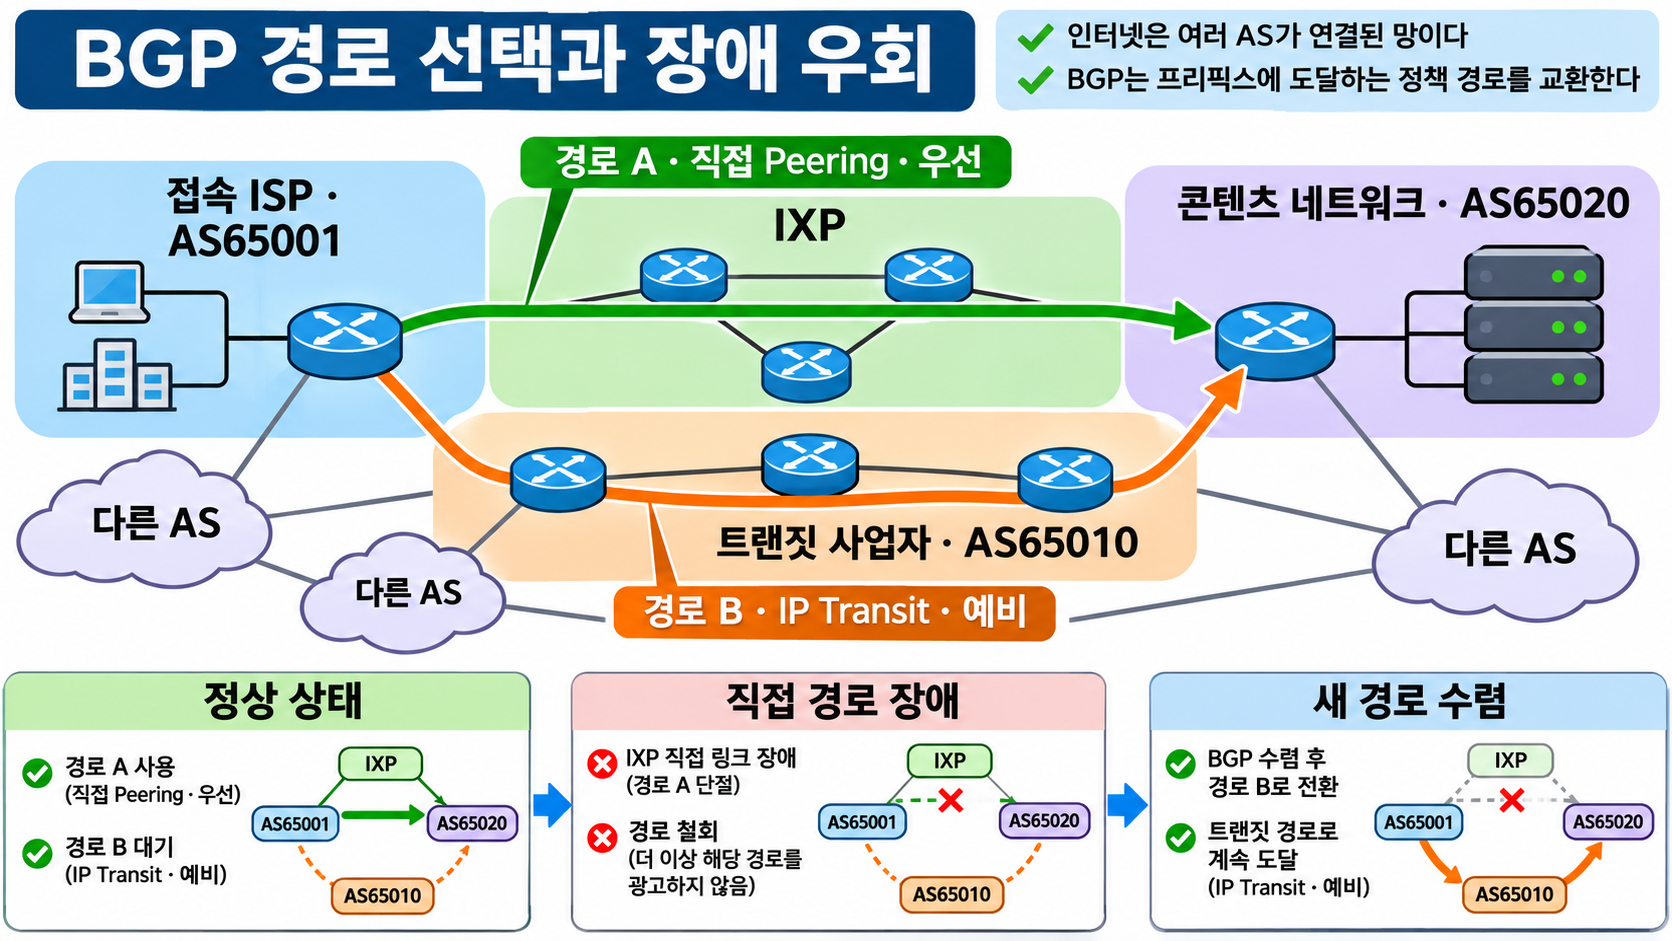 BGP 경로 선택과 장애 우회
인터넷은 여러 AS가 연결된 망이다
BGP는 프리픽스에 도달하는 정책 경로를 교환한다
경로 A · 직접 Peering · 우선
접속 ISP ·
AS65001
IXP
콘텐츠 네트워크 · AS65020
다른 AS
다른 AS
트랜짓 사업자 · AS65010
다른 AS
경로 B · IP Transit · 예비
정상 상태
경로 A 사용
(직접 Peering · 우선)
경로 B 대기
(IP Transit · 예비)
IXP
AS65001
AS65020
AS65010
직접 경로 장애
IXP 직접 링크 장애
(경로 A 단절)
경로 철회
(더 이상 해당 경로를
광고하지 않음)
IXP
AS65001
AS65020
AS65010
새 경로 수렴
BGP 수렴 후
경로 B로 전환
트랜짓 경로로
계속 도달
(IP Transit · 예비)
IXP
AS65001
AS65020
AS65010